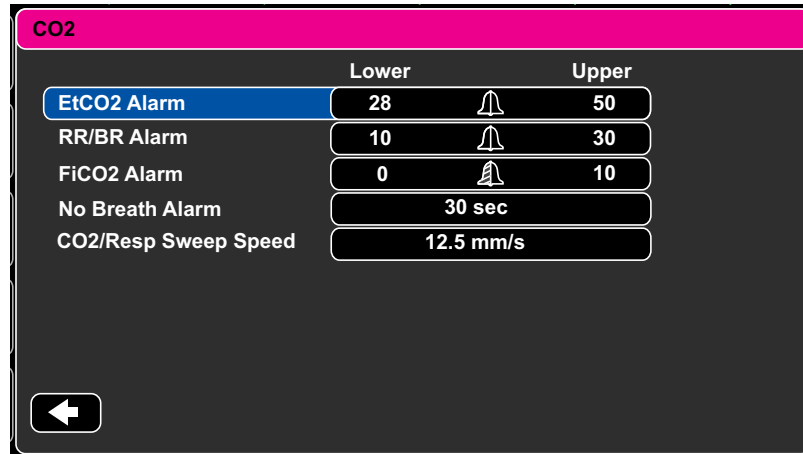 CO2
Lower Upper
EtCO2 Alarm 28 50
RR/BR Alarm 10 30
FiCO2 Alarm 0 10
No Breath Alarm 30 sec
CO2/Resp Sweep Speed 12.5 mm/s